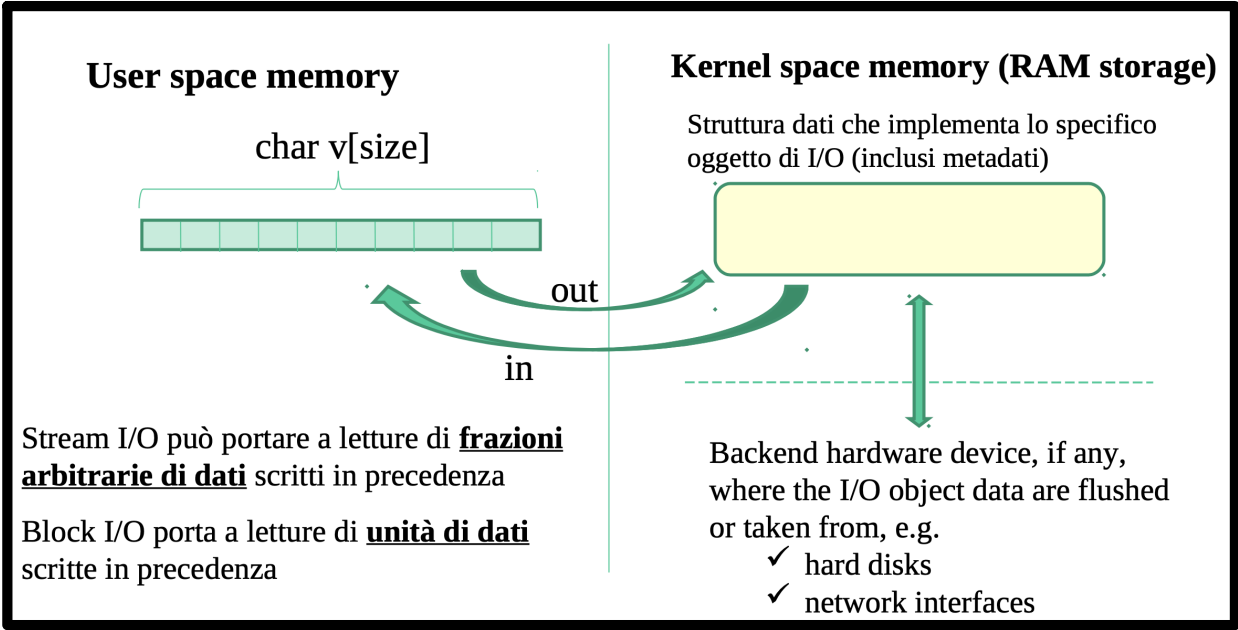 User space memory
char v[size]
out
in
Stream I/O può portare a letture di frazioni
arbitrarie di dati scritti in precedenza
Block I/O porta a letture di unità di dati
scritte in precedenza
Kernel space memory (RAM storage)
Struttura dati che implementa lo specifico
oggetto di I/O (inclusi metadati)
Backend hardware device, if any,
where the I/O object data are flushed
or taken from, e.g.
✓ hard disks
✓ network interfaces